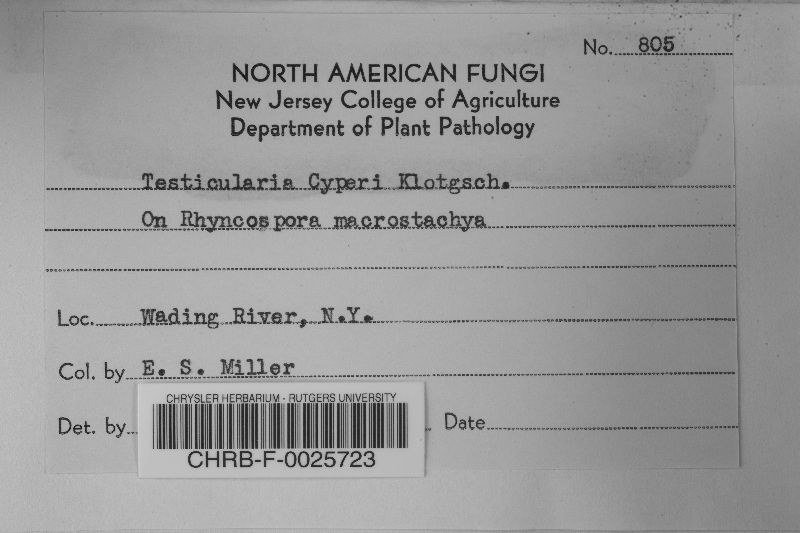 No. 805
NORTH AMERICAN FUNGI
New Jersey College of Agriculture
Department of Plant Pathology
Testicularia Cyperi Klotgsch.
On Rhyncospora macrostachya
Loc. Wading River, N.Y.
Col. by E. S. Miller
Det. by Date
CHRYSLER HERBARIUM - RUTGERS UNIVERSITY
CHRB-F-0025723